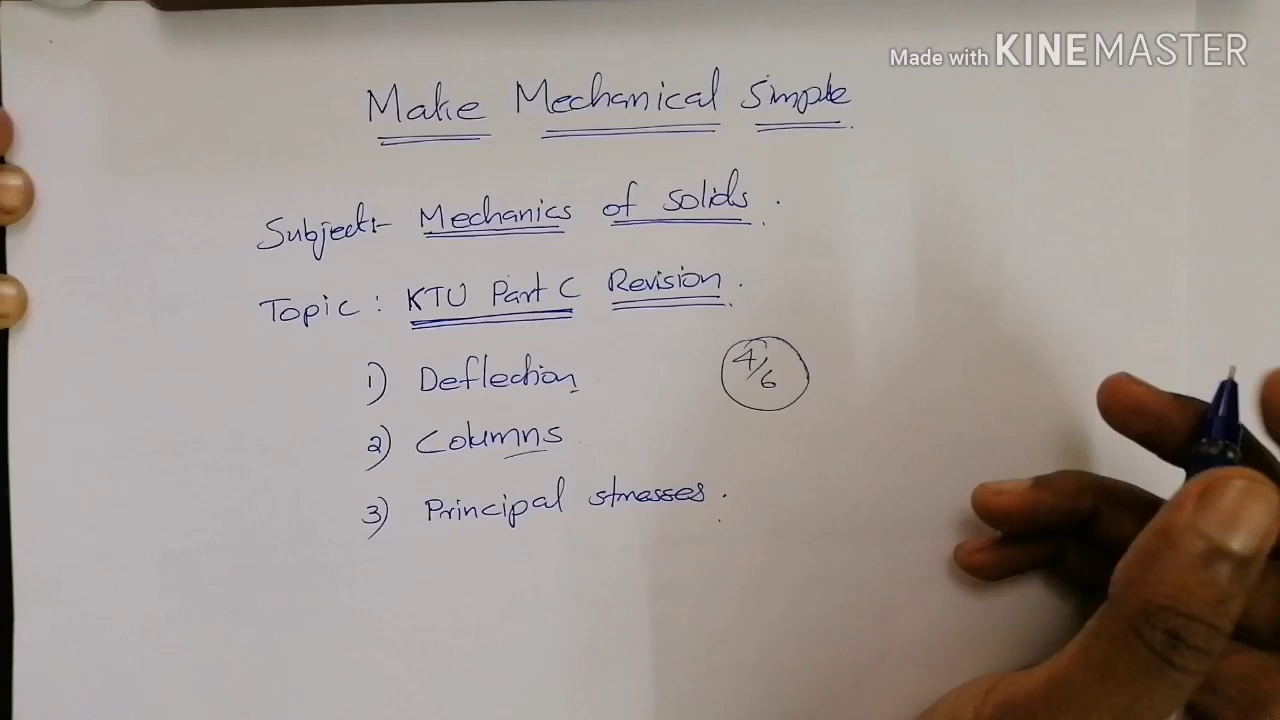 Made with KINEMASTER
Make Mechanical Simple
Subject:- Mechanics of solids.
Topic: KTU Part C Revision.
1) Deflection
4/6
2) Columns
3) Principal stresses.